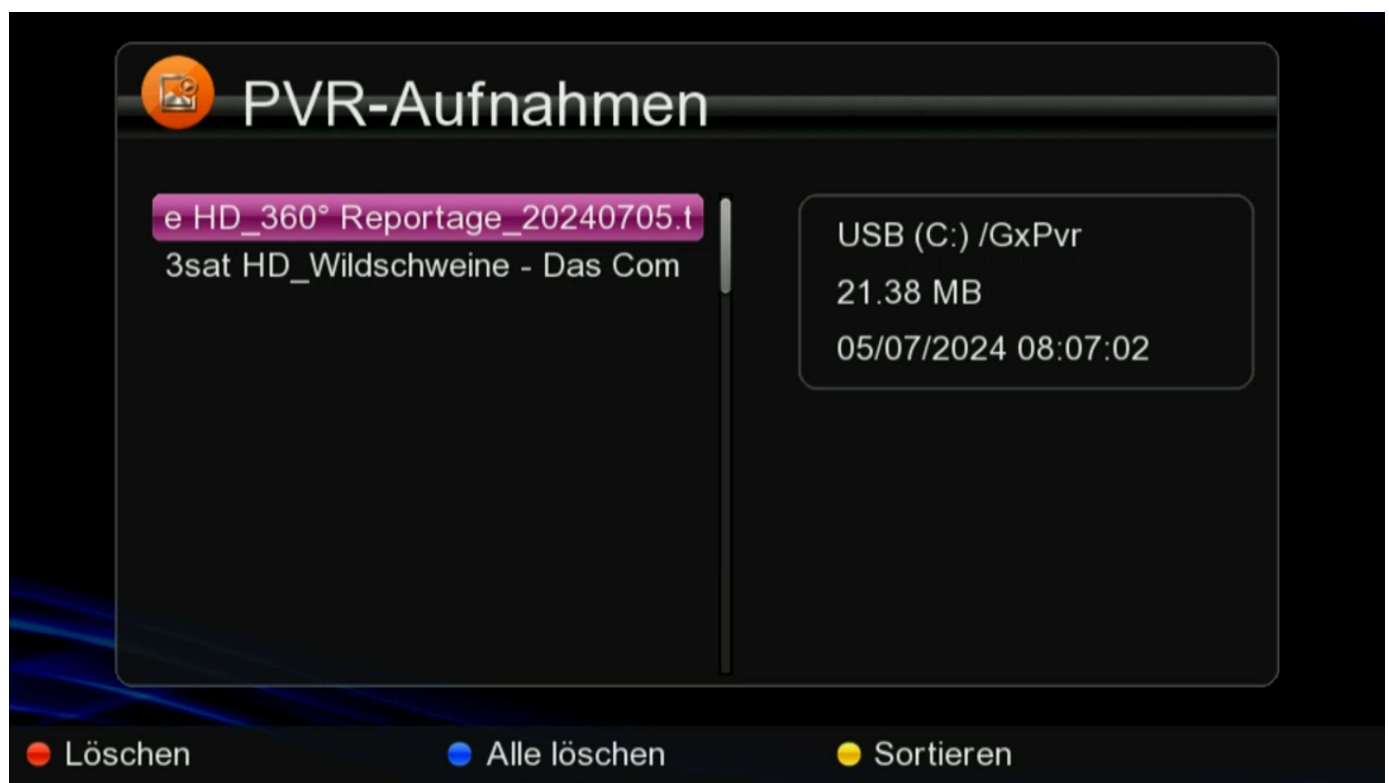 PVR-Aufnahmen
e HD_360° Reportage_20240705.t
3sat HD_Wildschweine - Das Com
USB (C:) /GxPvr
21.38 MB
05/07/2024 08:07:02
Löschen
Alle löschen
Sortieren